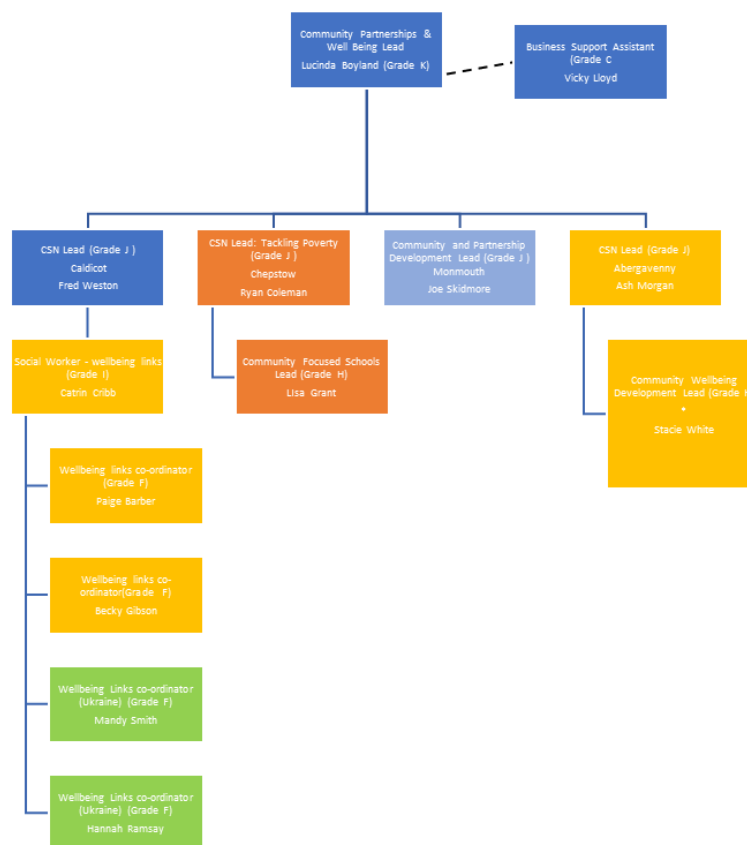 Community Partnerships &
Well Being Lead
Lucinda Boyland (Grade K)
Business Support Assistant
(Grade C
Vicky Lloyd
CSN Lead (Grade J )
Caldicot
Fred Weston
CSN Lead: Tackling Poverty
(Grade J )
Chepstow
Ryan Coleman
Community and Partnership
Development Lead (Grade J )
Monmouth
Joe Skidmore
CSN Lead (Grade J)
Abergavenny
Ash Morgan
Social Worker – wellbeing links
(Grade I)
Catrin Cribb
Community Focused Schools
Lead (Grade H)
Lisa Grant
Community Wellbeing
Development Lead (Grade
*
Stacie White
Wellbeing links co-ordinator
(Grade F)
Paige Barber
Wellbeing links co-
ordinator(Grade F)
Becky Gibson
Wellbeing Links co-ordinator
(Ukraine) (Grade F)
Mandy Smith
Wellbeing Links co-ordinator
(Ukraine) (Grade F)
Hannah Ramsay